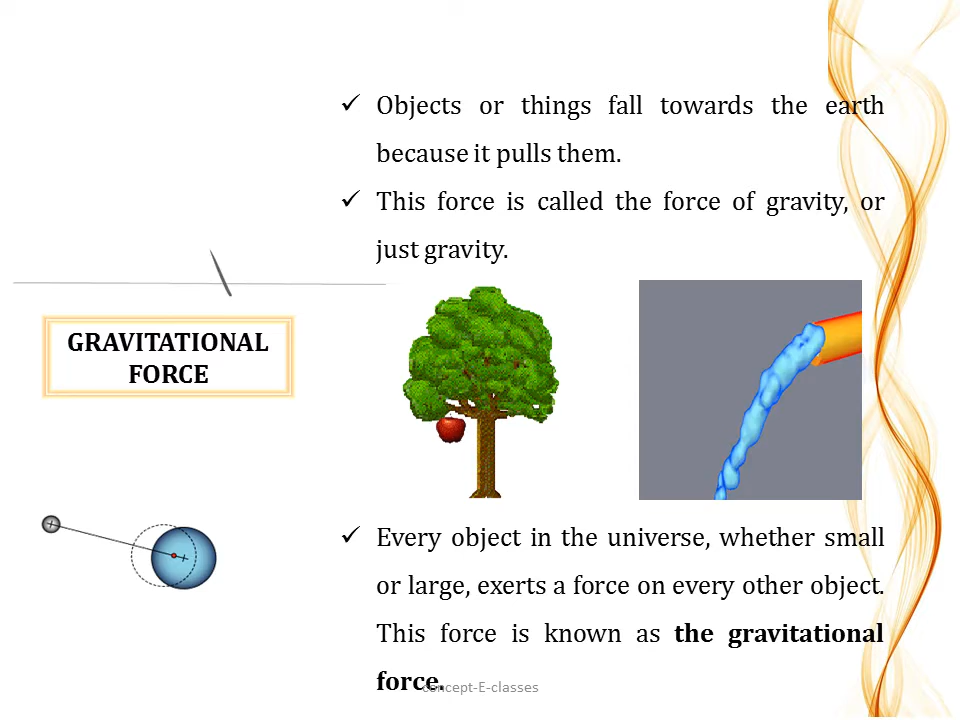 ✓ Objects or things fall towards the earth
because it pulls them.
✓ This force is called the force of gravity, or
just gravity.
GRAVITATIONAL
FORCE
✓ Every object in the universe, whether small
or large, exerts a force on every other object.
This force is known as the gravitational
force.
concept-E-classes